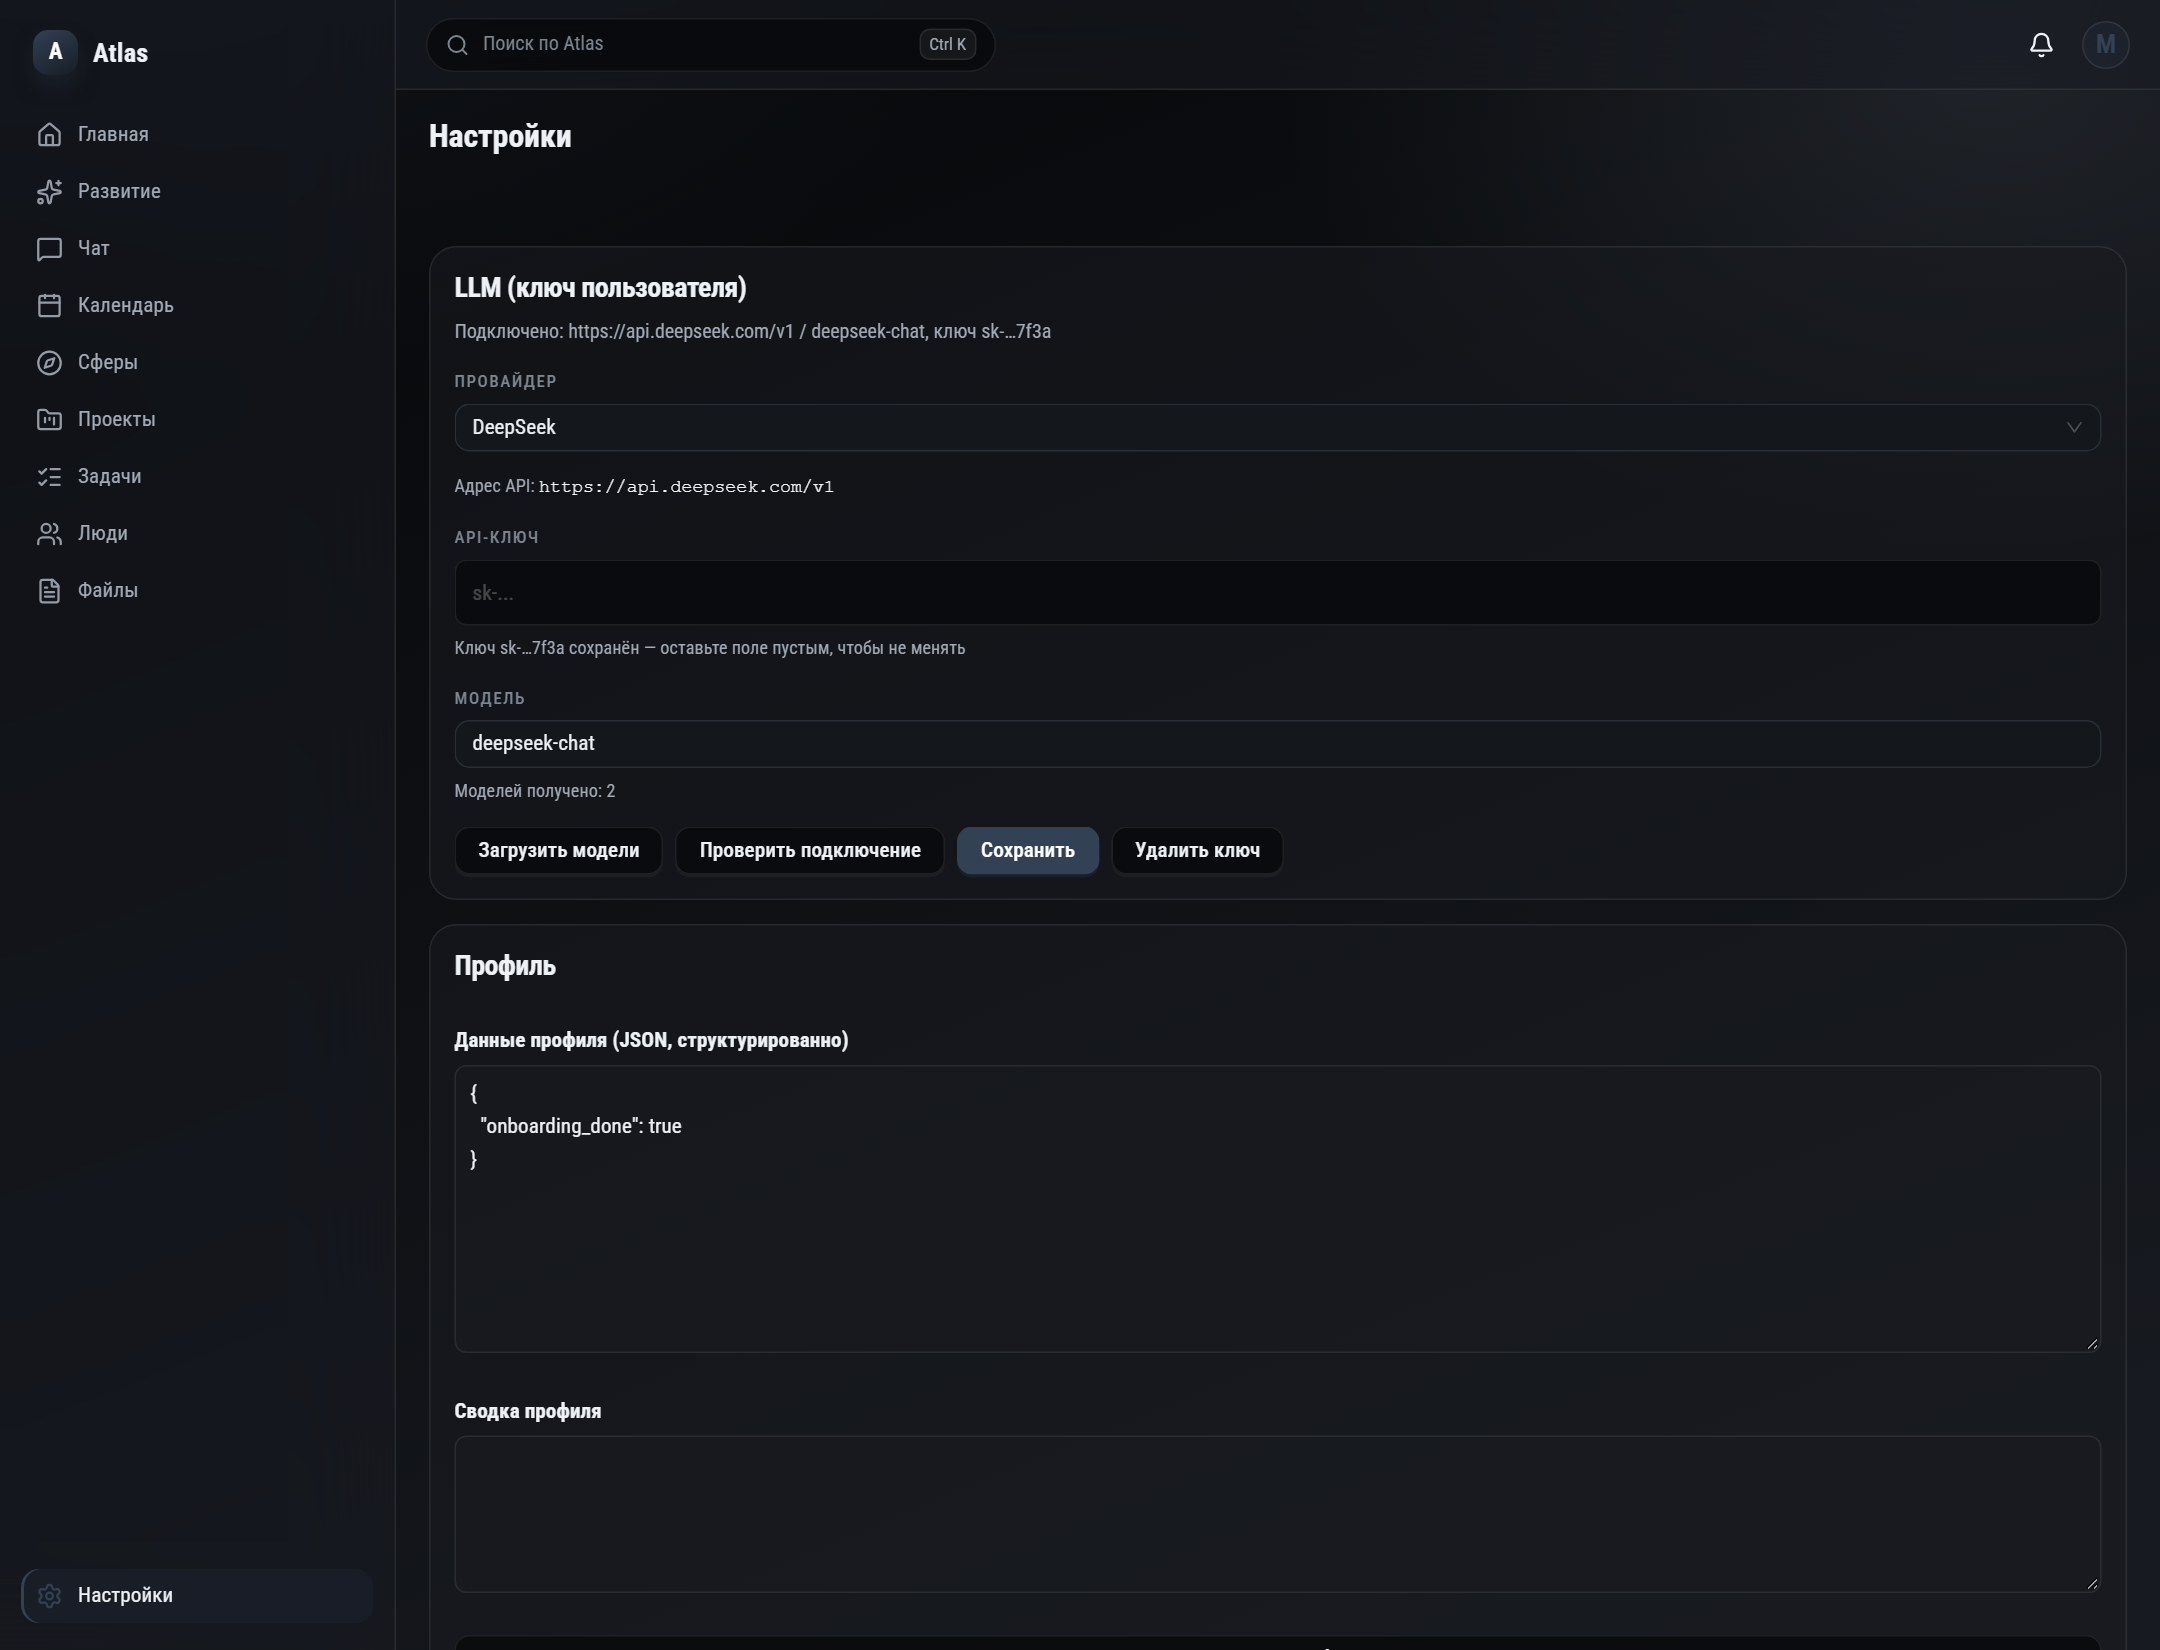 A Atlas
Поиск по Atlas
Ctrl K
M
Главная
Развитие
Чат
Календарь
Сферы
Проекты
Задачи
Люди
Файлы
Настройки
Настройки
LLM (ключ пользователя)
Подключено: https://api.deepseek.com/v1 / deepseek-chat, ключ sk-…7f3a
ПРОВАЙДЕР
DeepSeek
Адрес API: https://api.deepseek.com/v1
API-КЛЮЧ
sk-...
Ключ sk-…7f3a сохранён — оставьте поле пустым, чтобы не менять
МОДЕЛЬ
deepseek-chat
Моделей получено: 2
Загрузить модели
Проверить подключение
Сохранить
Удалить ключ
Профиль
Данные профиля (JSON, структурированно)
{
"onboarding_done": true
}
Сводка профиля